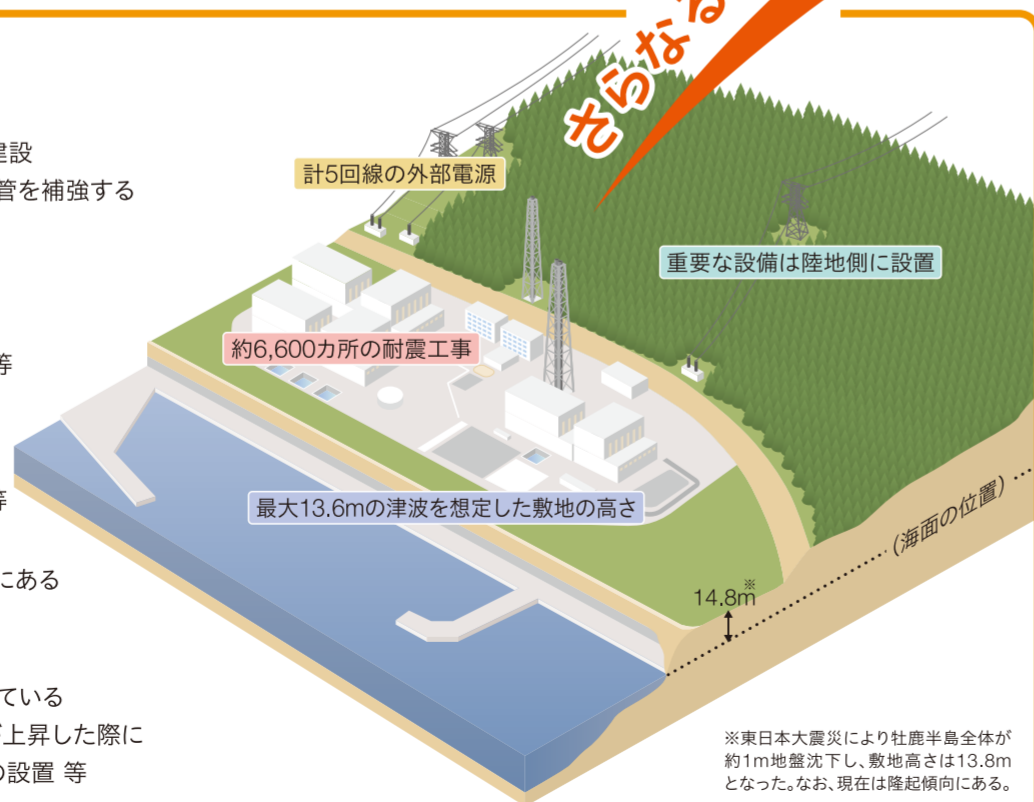 さらなる
建設
管を補強する
等
等
にある
ている
が上昇した際に
の設置 等
計5回線の外部電源
重要な設備は陸地側に設置
約6,600カ所の耐震工事
最大13.6mの津波を想定した敷地の高さ
(海面の位置)
14.8m※
※東日本大震災により牡鹿半島全体が
約1m地盤沈下し、敷地高さは13.8m
となった。なお、現在は隆起傾向にある。